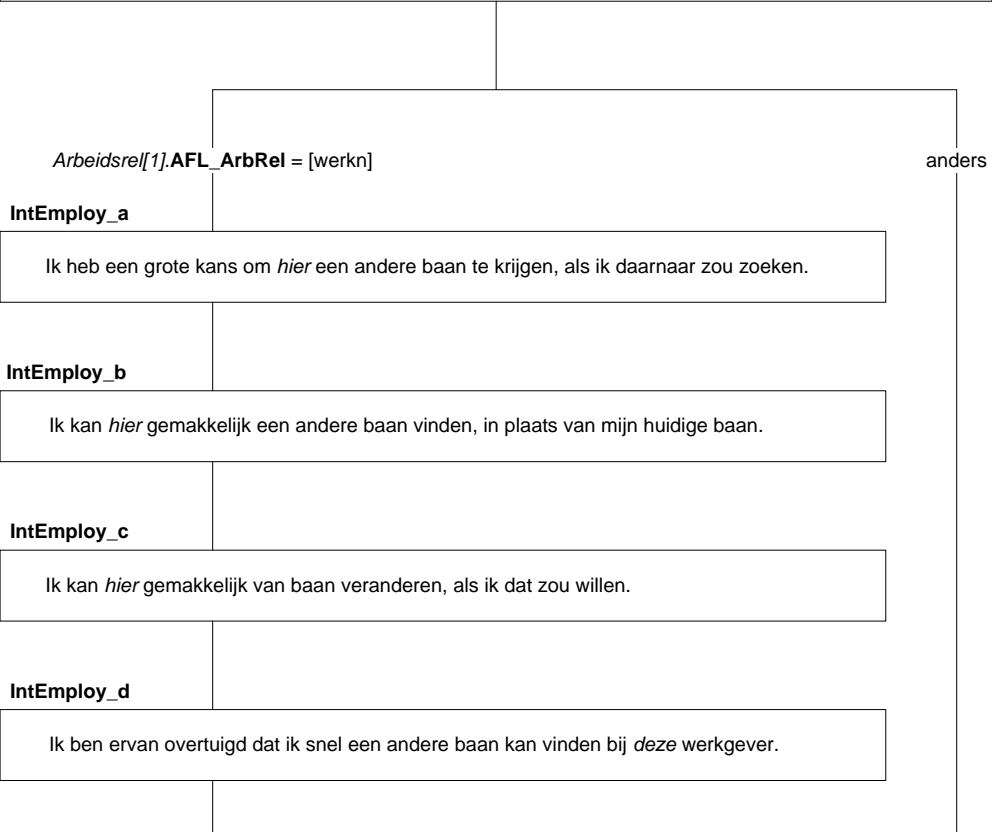 Arbeidsrel[1].AFL_ArbRel = [werkn] anders
IntEmploy_a
Ik heb een grote kans om hier een andere baan te krijgen, als ik daarnaar zou zoeken.
IntEmploy_b
Ik kan hier gemakkelijk een andere baan vinden, in plaats van mijn huidige baan.
IntEmploy_c
Ik kan hier gemakkelijk van baan veranderen, als ik dat zou willen.
IntEmploy_d
Ik ben ervan overtuigd dat ik snel een andere baan kan vinden bij deze werkgever.